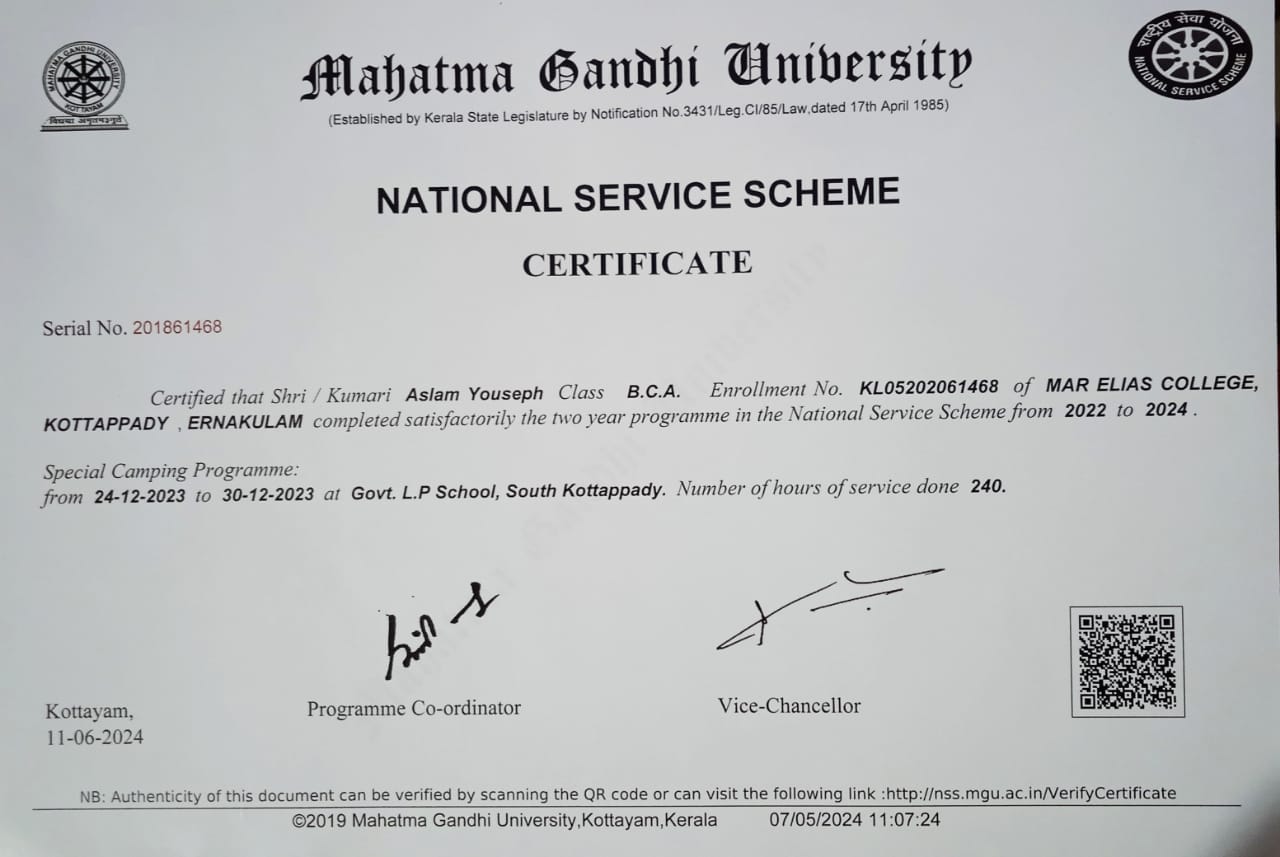 MAHATMA GANDHI UNIVERSITY
KOTTAYAM
विद्यया अमृतमश्नुते
Mahatma Gandhi University
(Established by Kerala State Legislature by Notification No.3431/Leg.CI/85/Law,dated 17th April 1985)
राष्ट्रीय सेवा योजना
NATIONAL SERVICE SCHEME
NATIONAL SERVICE SCHEME
CERTIFICATE
Serial No. 201861468
Certified that Shri / Kumari Aslam Youseph Class B.C.A. Enrollment No. KL05202061468 of MAR ELIAS COLLEGE,
KOTTAPPADY , ERNAKULAM completed satisfactorily the two year programme in the National Service Scheme from 2022 to 2024 .
Special Camping Programme:
from 24-12-2023 to 30-12-2023 at Govt. L.P School, South Kottappady. Number of hours of service done 240.
Kottayam,
11-06-2024
Programme Co-ordinator
Vice-Chancellor
NB: Authenticity of this document can be verified by scanning the QR code or can visit the following link :http://nss.mgu.ac.in/VerifyCertificate
©2019 Mahatma Gandhi University,Kottayam,Kerala 07/05/2024 11:07:24